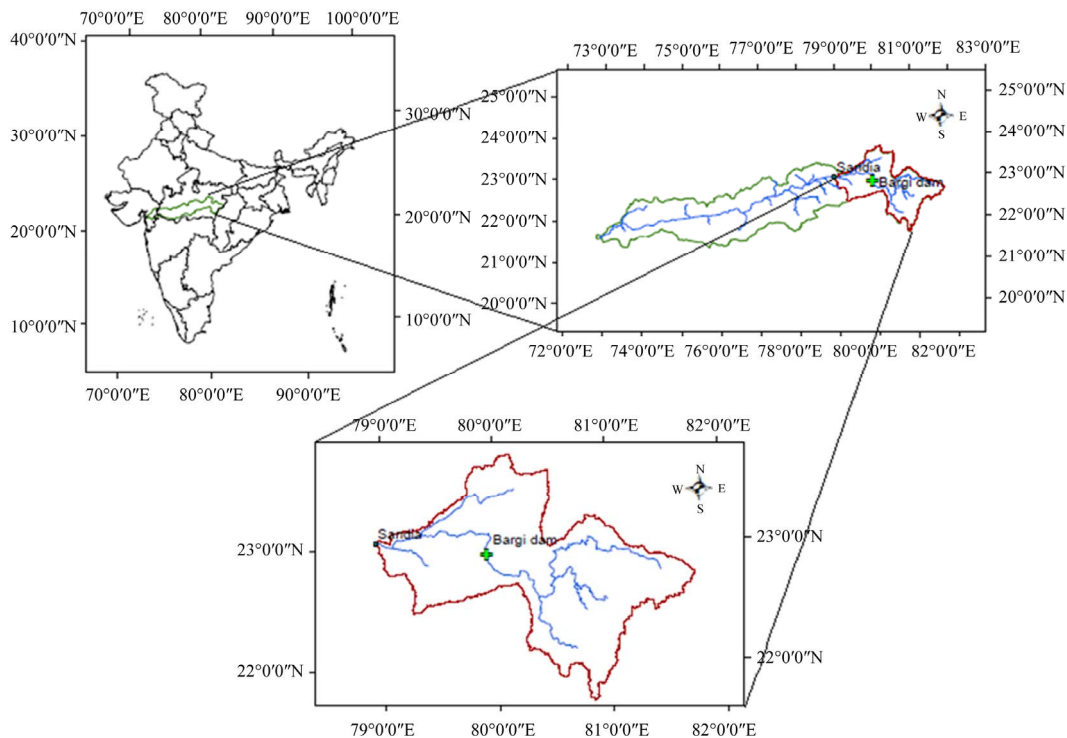 70°0′0″E 80°0′0″E 90°0′0″E 100°0′0″E
40°0′0″N
30°0′0″N
20°0′0″N
10°0′0″N
30°0′0″N
20°0′0″N
10°0′0″N
70°0′0″E 80°0′0″E 90°0′0″E
73°0′0″E 75°0′0″E 77°0′0″E 79°0′0″E 81°0′0″E 83°0′0″E
25°0′0″N
24°0′0″N
23°0′0″N
22°0′0″N
21°0′0″N
20°0′0″N
N
W E
S
Sandia
Bargi dam
25°0′0″N
24°0′0″N
23°0′0″N
22°0′0″N
21°0′0″N
20°0′0″N
72°0′0″E 74°0′0″E 76°0′0″E 78°0′0″E 80°0′0″E 82°0′0″E
79°0′0″E 80°0′0″E 81°0′0″E 82°0′0″E
N
W E
S
Sandia
Bargi dam
23°0′0″N
22°0′0″N
23°0′0″N
22°0′0″N
79°0′0″E 80°0′0″E 81°0′0″E 82°0′0″E